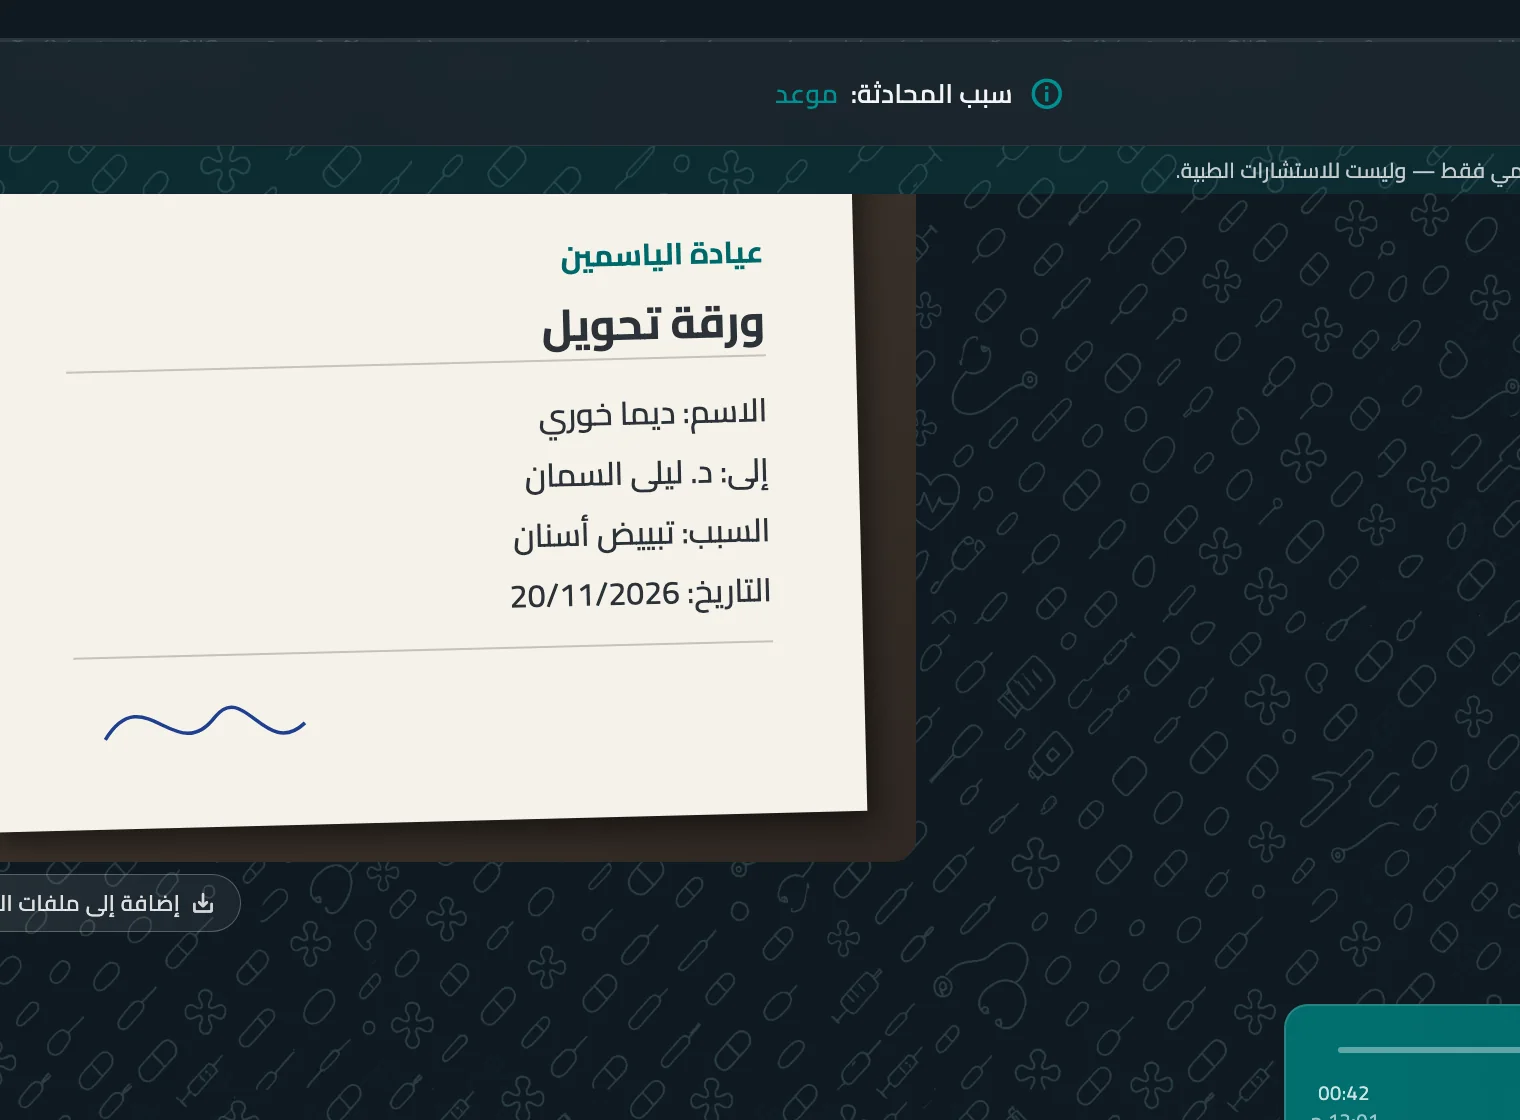 سبب المحادثة: موعد
فقط — وليست للاستشارات الطبية.
عيادة الياسمين
ورقة تحويل
الاسم: ديما خوري
إلى: د. ليلى السمان
السبب: تبييض أسنان
التاريخ: 20/11/2026
إضافة إلى ملفات
00:42